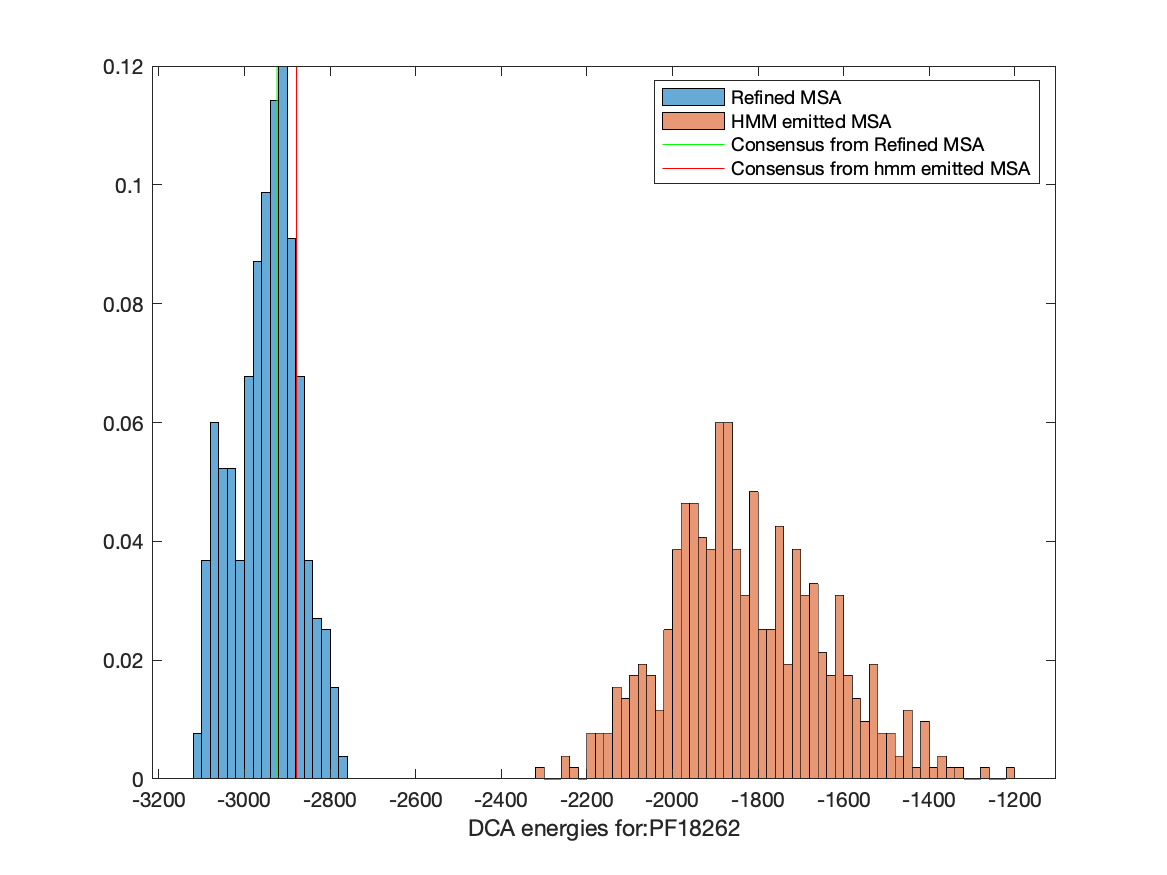 0.12
0.1
0.08
0.06
0.04
0.02
0
Refined MSA
HMM emitted MSA
Consensus from Refined MSA
Consensus from hmm emitted MSA
-3200 -3000 -2800 -2600 -2400 -2200 -2000 -1800 -1600 -1400 -1200
DCA energies for:PF18262